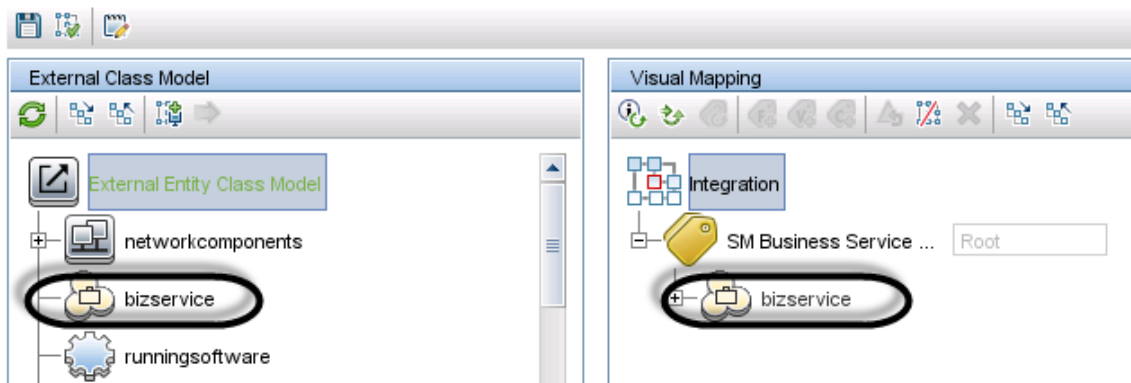 External Class Model
External Entity Class Model
networkcomponents
bizservice
runningsoftware
Visual Mapping
Integration
SM Business Service ... Root
bizservice